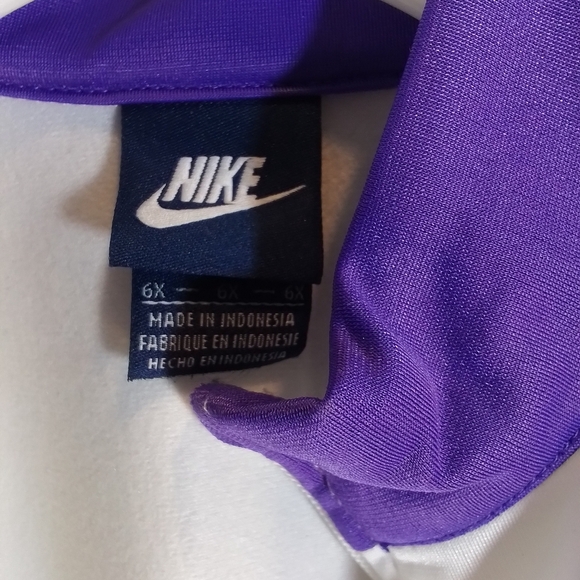 NIKE
6X — 6X — 6X
MADE IN INDONESIA
FABRIQUE EN INDONESIE
HECHO EN INDONESIA